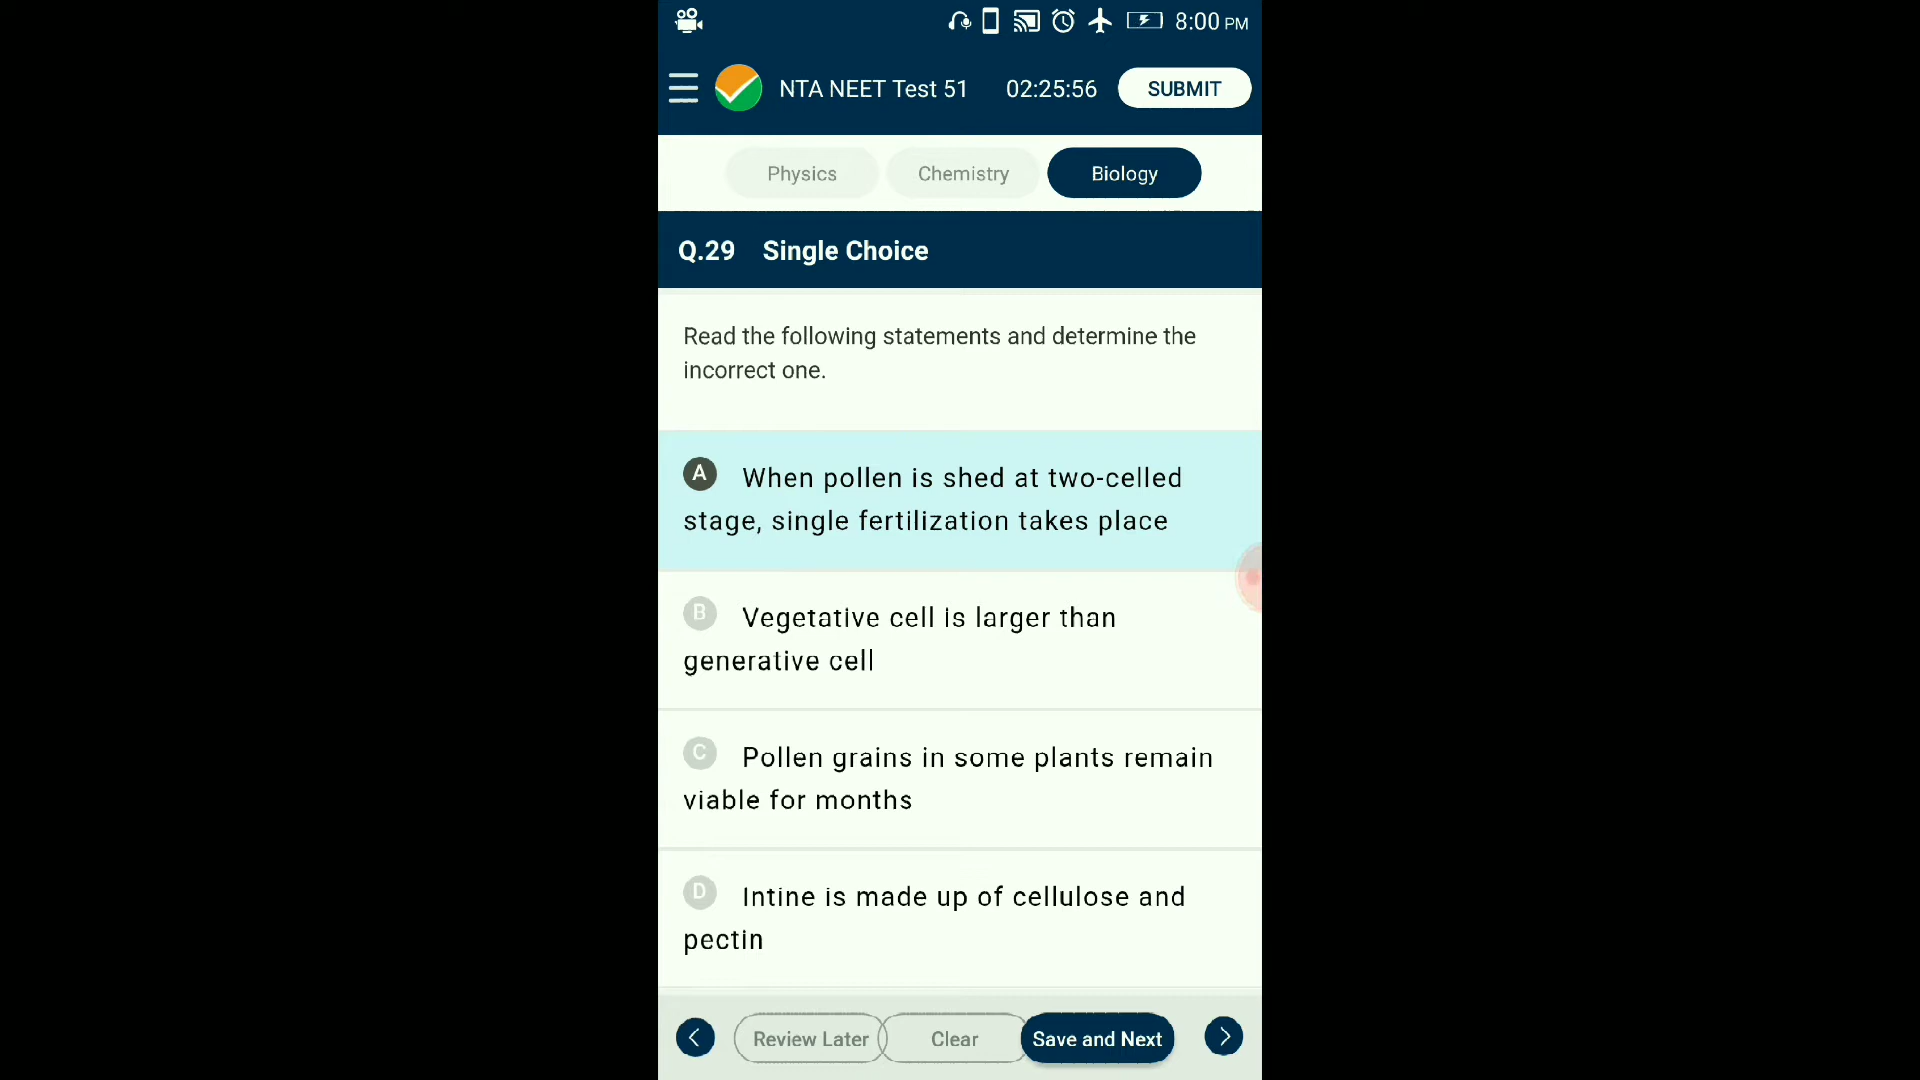 8:00 PM
NTA NEET Test 51 02:25:56 SUBMIT
Physics Chemistry Biology
Q.29 Single Choice
Read the following statements and determine the
incorrect one.
A When pollen is shed at two-celled
stage, single fertilization takes place
B Vegetative cell is larger than
generative cell
C Pollen grains in some plants remain
viable for months
D Intine is made up of cellulose and
pectin
Review Later Clear Save and Next